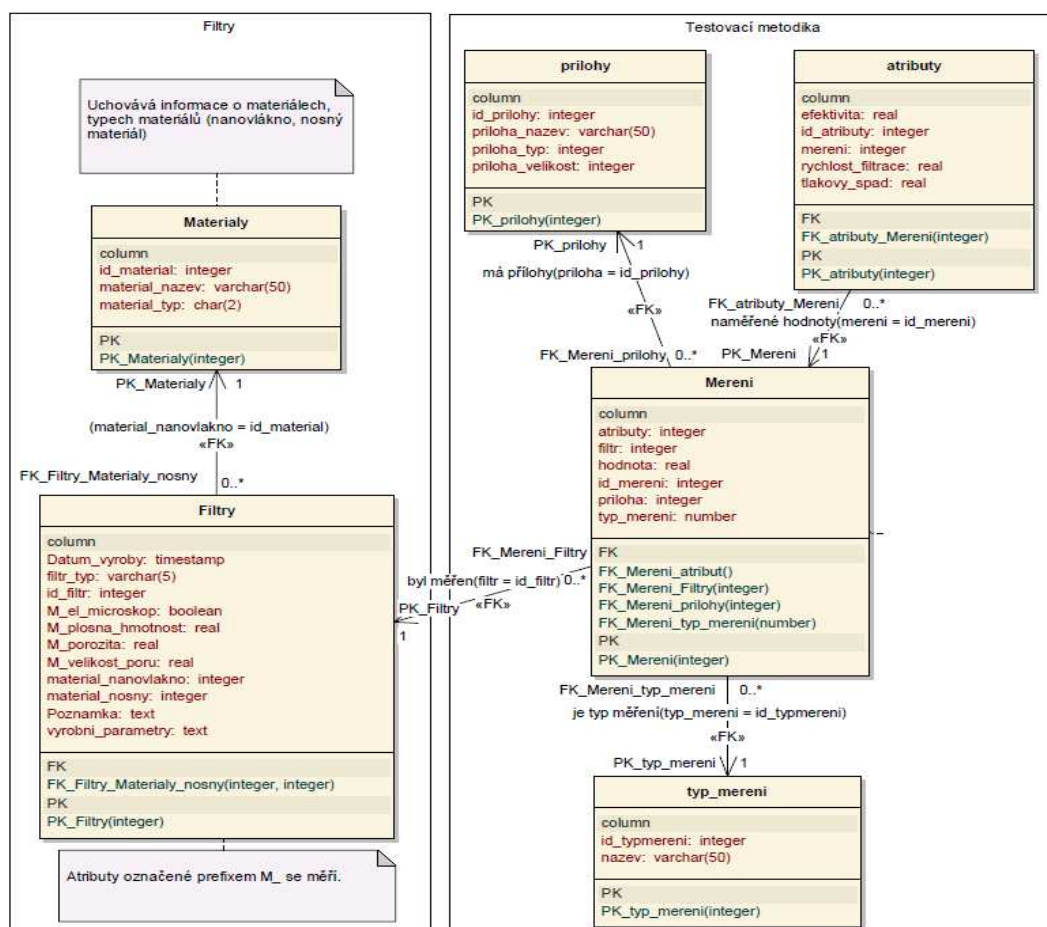 Filtry
Uchovává informace o materiálech,
typech materiálů (nanovlákno, nosný
materiál)
Materialy
column
id_material: integer
material_nazev: varchar(50)
material_typ: char(2)
PK
PK_Materialy(integer)
PK_Materialy
1
(material_nanovlakno = id_material)
«FK»
FK_Filtry_Materialy_nosny
0..*
Filtry
column
Datum_vyroby: timestamp
filtr_typ: varchar(5)
id_filtr: integer
M_el_microskop: boolean
M_plosna_hmotnost: real
M_porozita: real
M_velikost_poru: real
material_nanovlakno: integer
material_nosny: integer
Poznamka: text
vyrobni_parametry: text
FK
FK_Filtry_Materialy_nosny(integer, integer)
PK
PK_Filtry(integer)
Atributy označené prefixem M_ se měří.
Testovací metodika
prilohy
column
id_prilohy: integer
priloha_nazev: varchar(50)
priloha_typ: integer
priloha_velikost: integer
PK
PK_prilohy(integer)
PK_prilohy
1
má přílohy(priloha = id_prilohy)
«FK»
FK_Mereni_prilohy
0..*
atributy
column
efektivita: real
id_atributy: integer
mereni: integer
rychlost_filtrace: real
tlakovy_spad: real
FK
FK_atributy_Mereni(integer)
PK
PK_atributy(integer)
FK_atributy_Mereni
0..*
naměřené hodnoty(mereni = id_mereni)
«FK»
PK_Mereni
1
Mereni
column
atributy: integer
filtr: integer
hodnota: real
id_mereni: integer
priloha: integer
typ_mereni: number
FK
FK_Mereni_atribut()
FK_Mereni_Filtry(integer)
FK_Mereni_prilohy(integer)
FK_Mereni_typ_mereni(number)
PK
PK_Mereni(integer)
FK_Mereni_Filtry
byl měřen(filtr = id_filtr)
0..*
PK_Filtry
«FK»
1
FK_Mereni_typ_mereni
0..*
je typ měření(typ_mereni = id_typmereni)
«FK»
PK_typ_mereni
1
typ_mereni
column
id_typmereni: integer
nazev: varchar(50)
PK
PK_typ_mereni(integer)